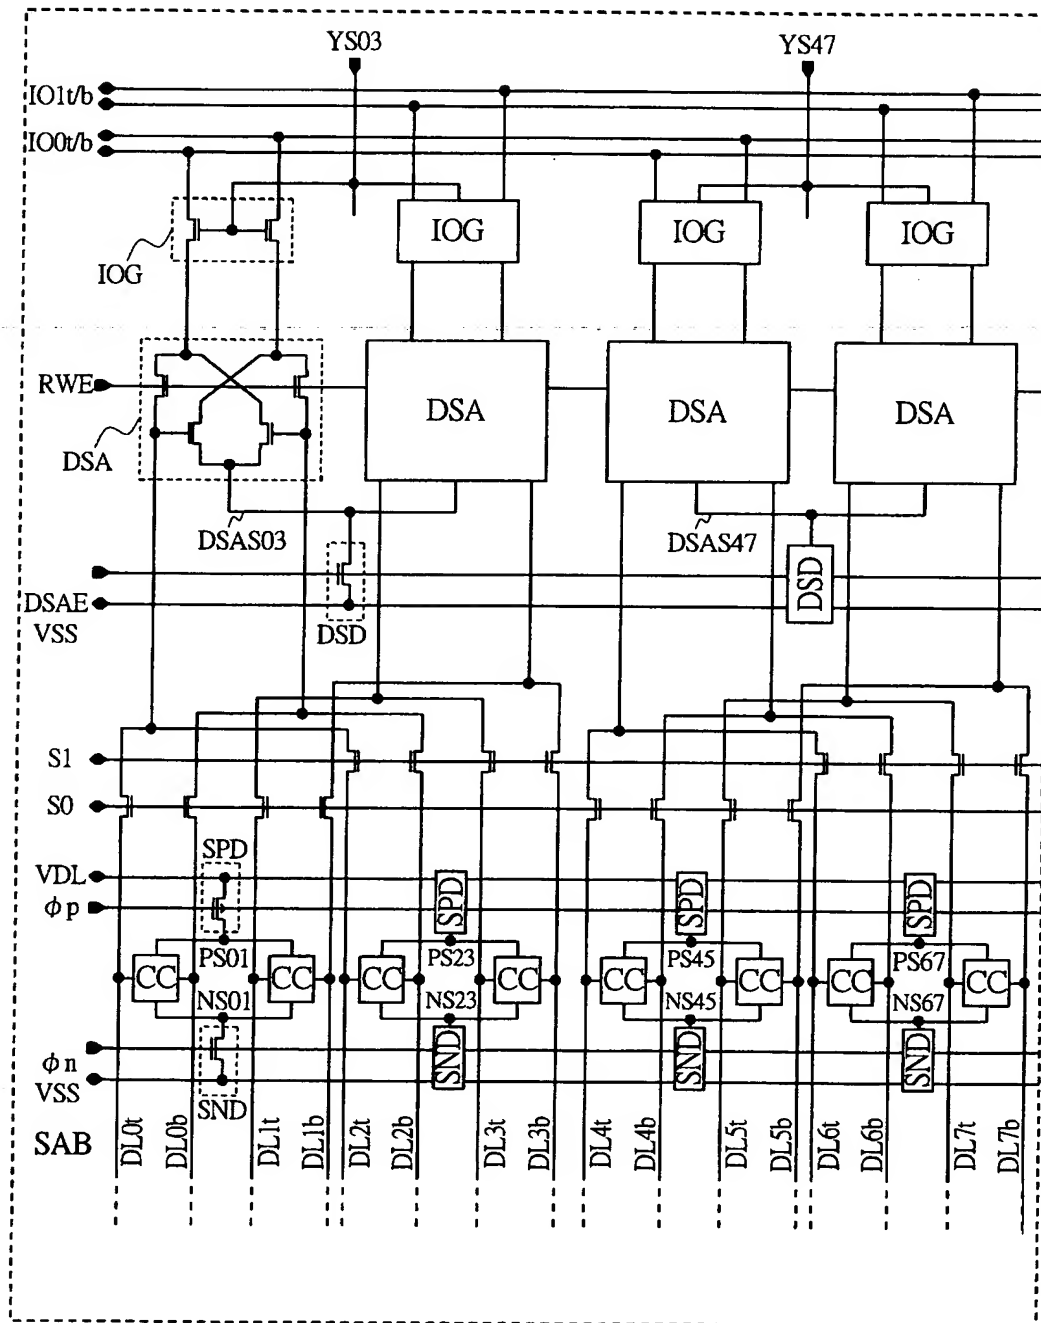 YS03 YS47
IO1t/b
IO0t/b
IOG IOG IOG
IOG
RWE
DSA DSA DSA
DSA
DSAS03 DSAS47
DSAE DSD
VSS DSD
S1
S0
SPD
VDL SPD SPD SPD
ϕp
PS01 PS23 PS45 PS67
CC CC CC CC CC CC CC CC
NS01 NS23 NS45 NS67
ϕn SND SND SND
VSS
SND
SAB DL0t DL0b DL1t DL1b DL2t DL2b DL3t DL3b DL4t DL4b DL5t DL5b DL6t DL6b DL7t DL7b